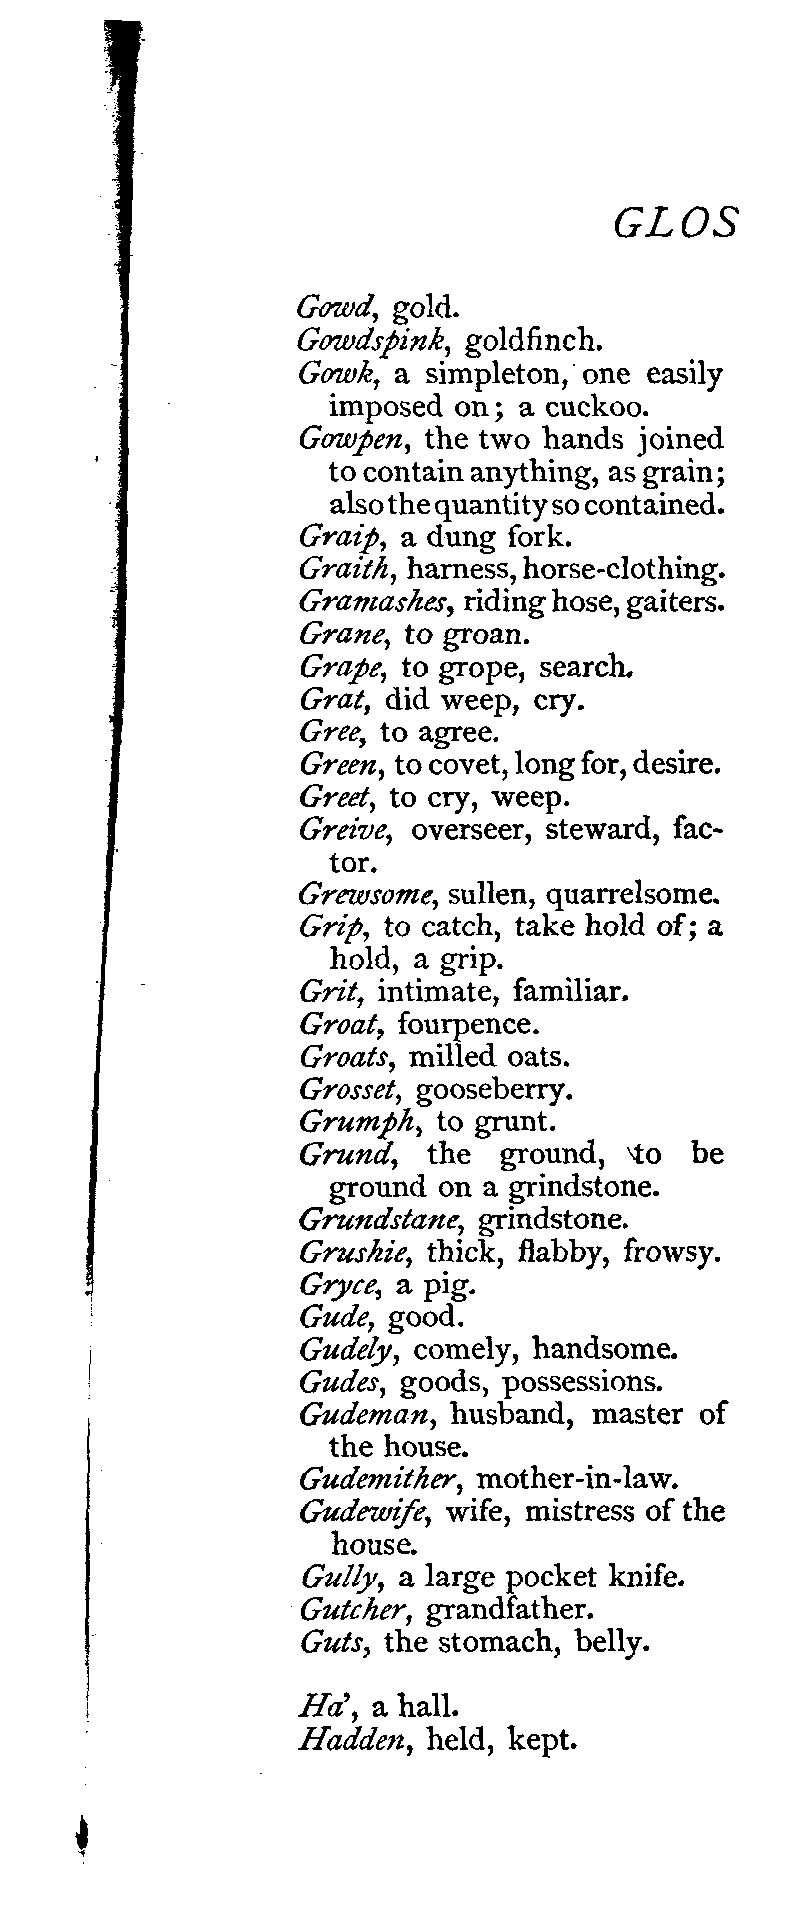 GLOS
Gowd, gold.
Gowdspink, goldfinch.
Gowk, a simpleton, one easily
imposed on; a cuckoo.
Gowpen, the two hands joined
to contain anything, as grain;
also the quantity so contained.
Graip, a dung fork.
Graith, harness, horse-clothing.
Gramashes, riding hose, gaiters.
Grane, to groan.
Grape, to grope, search.
Grat, did weep, cry.
Gree, to agree.
Green, to covet, long for, desire.
Greet, to cry, weep.
Greive, overseer, steward, fac-
tor.
Grewsome, sullen, quarrelsome.
Grip, to catch, take hold of; a
hold, a grip.
Grit, intimate, familiar.
Groat, fourpence.
Groats, milled oats.
Grosset, gooseberry.
Grumph, to grunt.
Grund, the ground, to be
ground on a grindstone.
Grundstane, grindstone.
Grushie, thick, flabby, frowsy.
Gryce, a pig.
Gude, good.
Gudely, comely, handsome.
Gudes, goods, possessions.
Gudeman, husband, master of
the house.
Gudemither, mother-in-law.
Gudewife, wife, mistress of the
house.
Gully, a large pocket knife.
Gutcher, grandfather.
Guts, the stomach, belly.
Ha', a hall.
Hadden, held, kept.